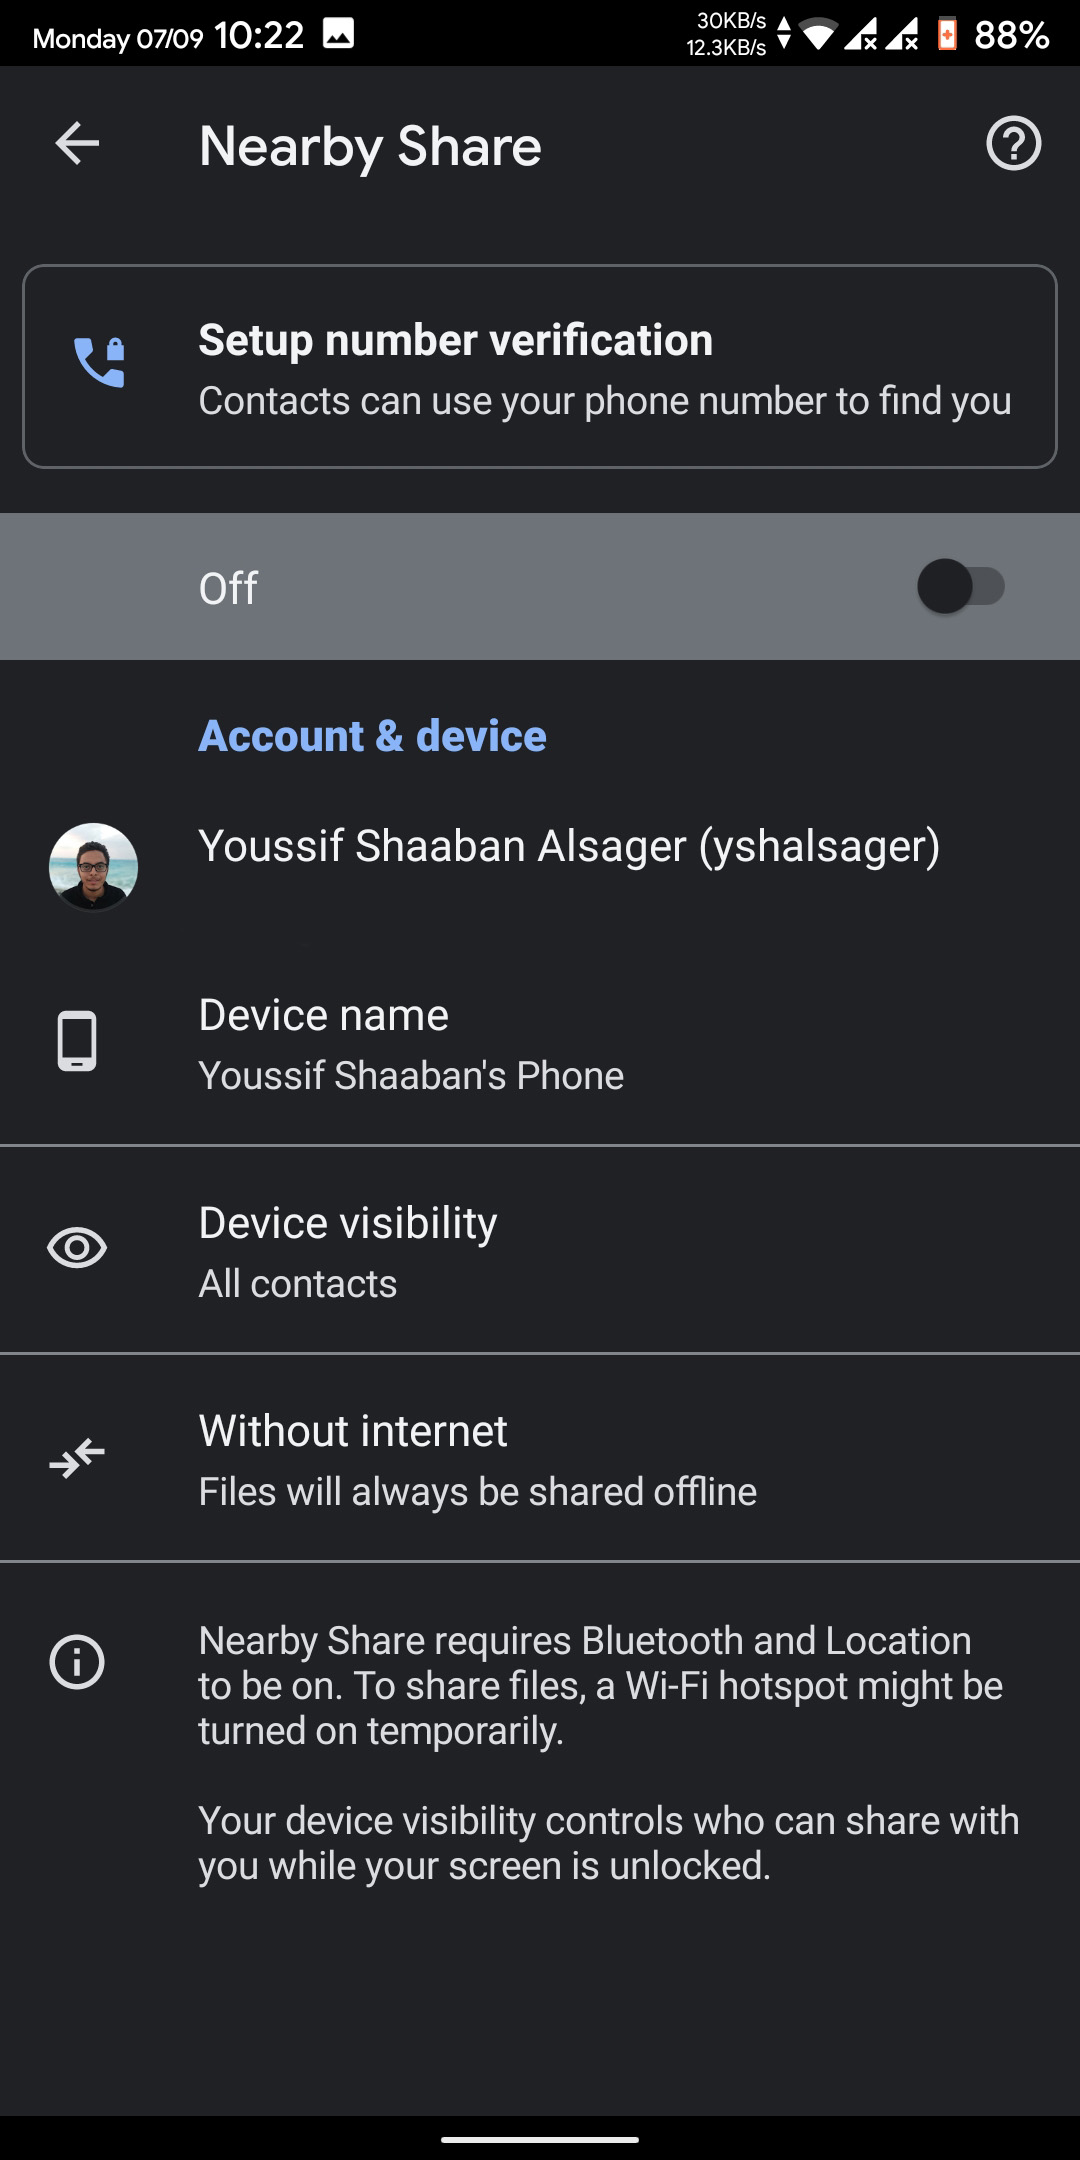 Monday 07/09 10:22
30KB/s
12.3KB/s
88%
Nearby Share
Setup number verification
Contacts can use your phone number to find you
Off
Account & device
Youssif Shaaban Alsager (yshalsager)
Device name
Youssif Shaaban's Phone
Device visibility
All contacts
Without internet
Files will always be shared offline
Nearby Share requires Bluetooth and Location
to be on. To share files, a Wi-Fi hotspot might be
turned on temporarily.
Your device visibility controls who can share with
you while your screen is unlocked.